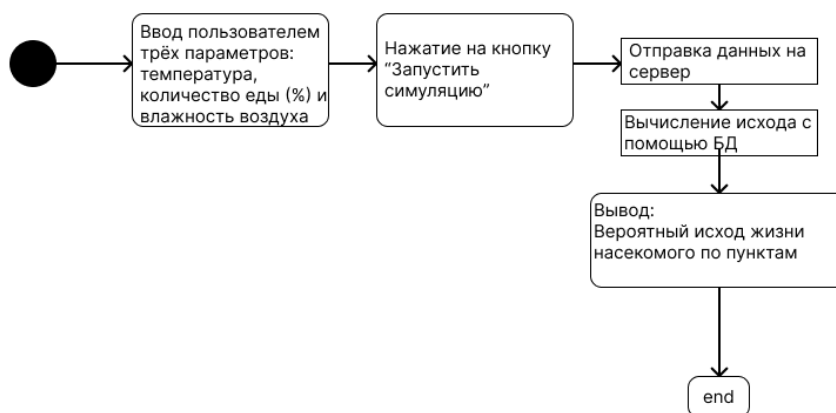 Ввод пользователем
трёх параметров:
температура,
количество еды (%) и
влажность воздуха
Нажатие на кнопку
“Запустить
симуляцию”
Отправка данных на
сервер
Вычисление исхода с
помощью БД
Вывод:
Вероятный исход жизни
насекомого по пунктам
end